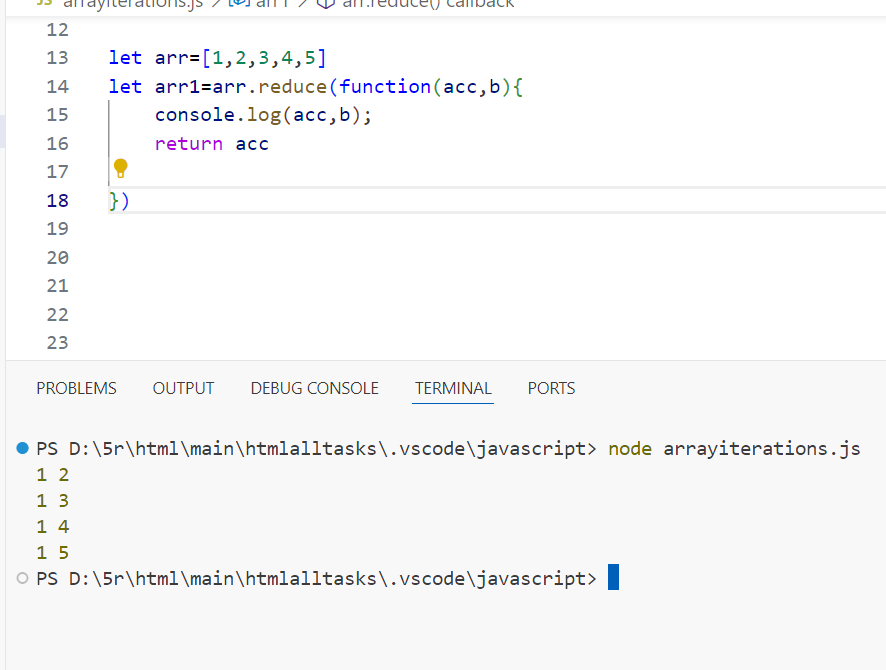 arrayiterations.js > arr1 > arr.reduce() callback
12
13 let arr=[1,2,3,4,5]
14 let arr1=arr.reduce(function(acc,b){
15     console.log(acc,b);
16     return acc
17
18 })
19
20
21
22
23
PROBLEMS OUTPUT DEBUG CONSOLE TERMINAL PORTS
PS D:\5r\html\main\htmlalltasks\.vscode\javascript> node arrayiterations.js
1 2
1 3
1 4
1 5
PS D:\5r\html\main\htmlalltasks\.vscode\javascript>